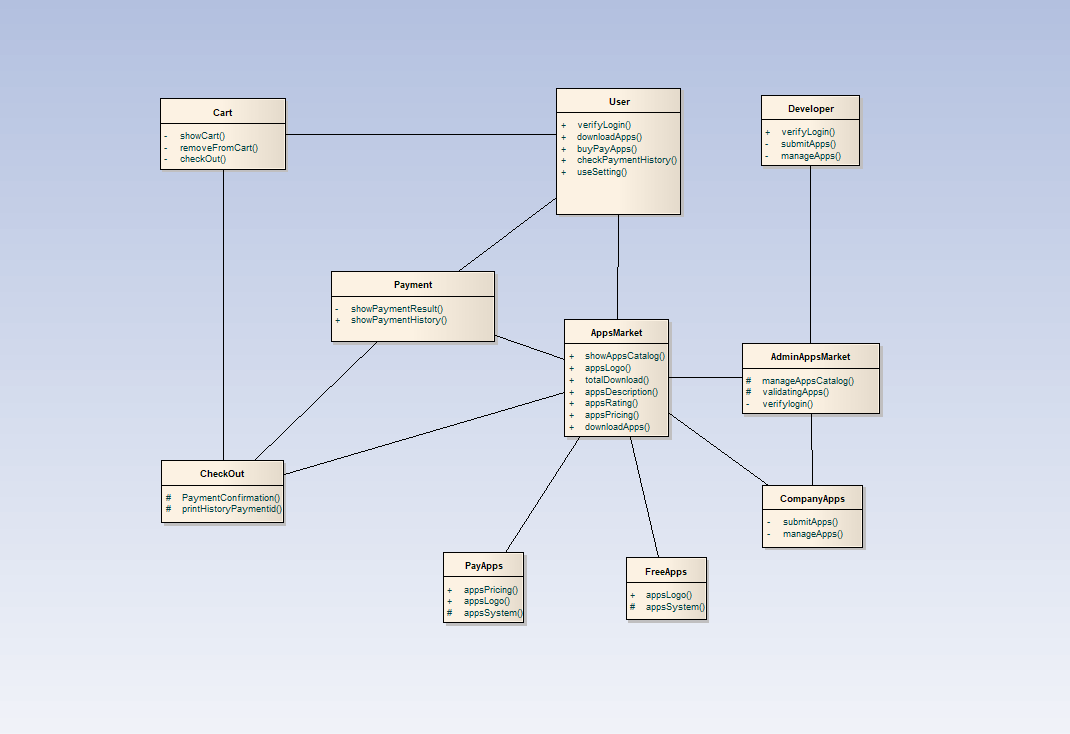 Cart
- showCart()
- removeFromCart()
- checkOut()
User
+ verifyLogin()
+ downloadApps()
+ buyPayApps()
+ checkPaymentHistory()
+ useSetting()
Developer
+ verifyLogin()
- submitApps()
- manageApps()
Payment
- showPaymentResult()
+ showPaymentHistory()
AppsMarket
+ showAppsCatalog()
+ appsLogo()
+ totalDownload()
+ appsDescription()
+ appsRating()
+ appsPricing()
+ downloadApps()
AdminAppsMarket
# manageAppsCatalog()
# validatingApps()
- verifylogin()
CheckOut
# PaymentConfirmation()
# printHistoryPaymentid()
CompanyApps
- submitApps()
- manageApps()
PayApps
+ appsPricing()
+ appsLogo()
# appsSystem()
FreeApps
+ appsLogo()
# appsSystem()